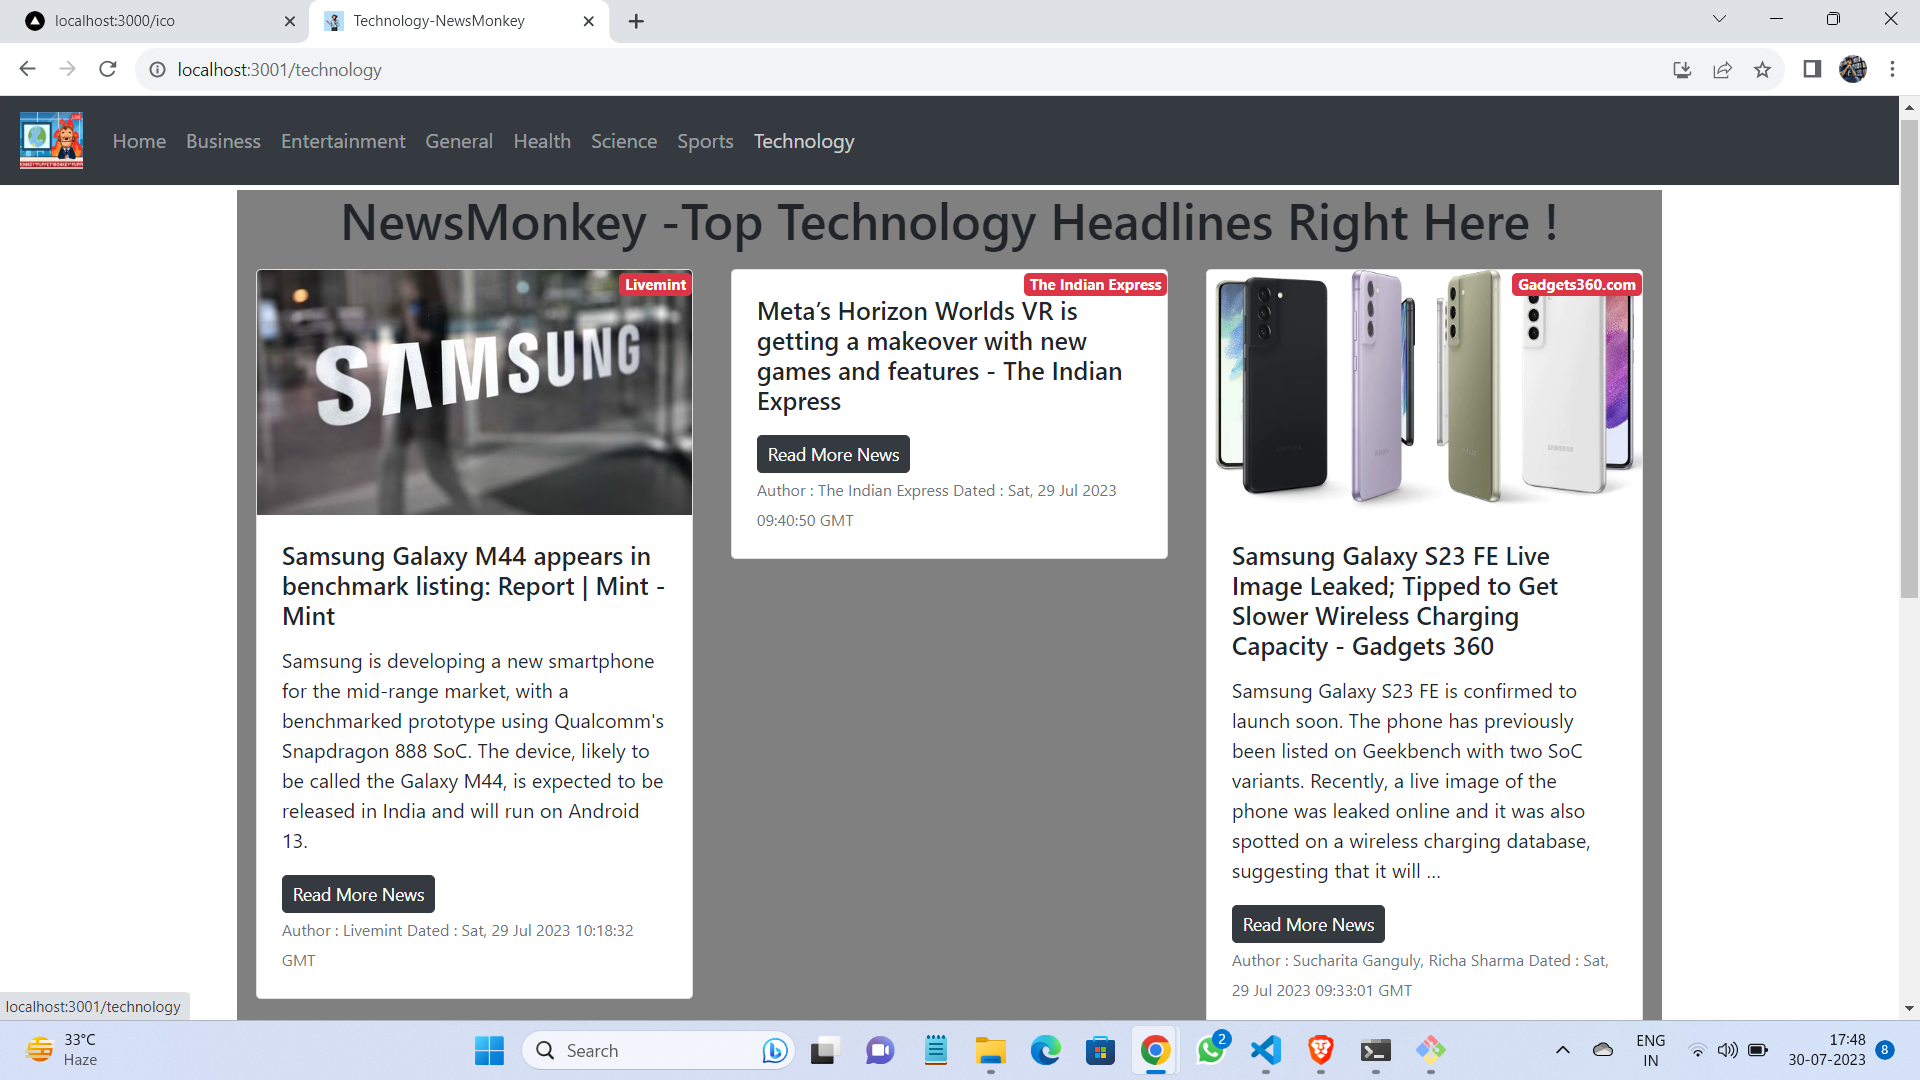 localhost:3000/ico
Technology-NewsMonkey
localhost:3001/technology
Home Business Entertainment General Health Science Sports Technology
NewsMonkey -Top Technology Headlines Right Here !
Livemint
SAMSUNG
Samsung Galaxy M44 appears in
benchmark listing: Report | Mint -
Mint
Samsung is developing a new smartphone
for the mid-range market, with a
benchmarked prototype using Qualcomm's
Snapdragon 888 SoC. The device, likely to
be called the Galaxy M44, is expected to be
released in India and will run on Android
13.
Read More News
Author : Livemint Dated : Sat, 29 Jul 2023 10:18:32
GMT
The Indian Express
Meta’s Horizon Worlds VR is
getting a makeover with new
games and features - The Indian
Express
Read More News
Author : The Indian Express Dated : Sat, 29 Jul 2023
09:40:50 GMT
Gadgets360.com
Samsung Galaxy S23 FE Live
Image Leaked; Tipped to Get
Slower Wireless Charging
Capacity - Gadgets 360
Samsung Galaxy S23 FE is confirmed to
launch soon. The phone has previously
been listed on Geekbench with two SoC
variants. Recently, a live image of the
phone was leaked online and it was also
spotted on a wireless charging database,
suggesting that it will ...
Read More News
Author : Sucharita Ganguly, Richa Sharma Dated : Sat,
29 Jul 2023 09:33:01 GMT
localhost:3001/technology
33°C
Haze
Search
2
ENG
IN
17:48
30-07-2023
8